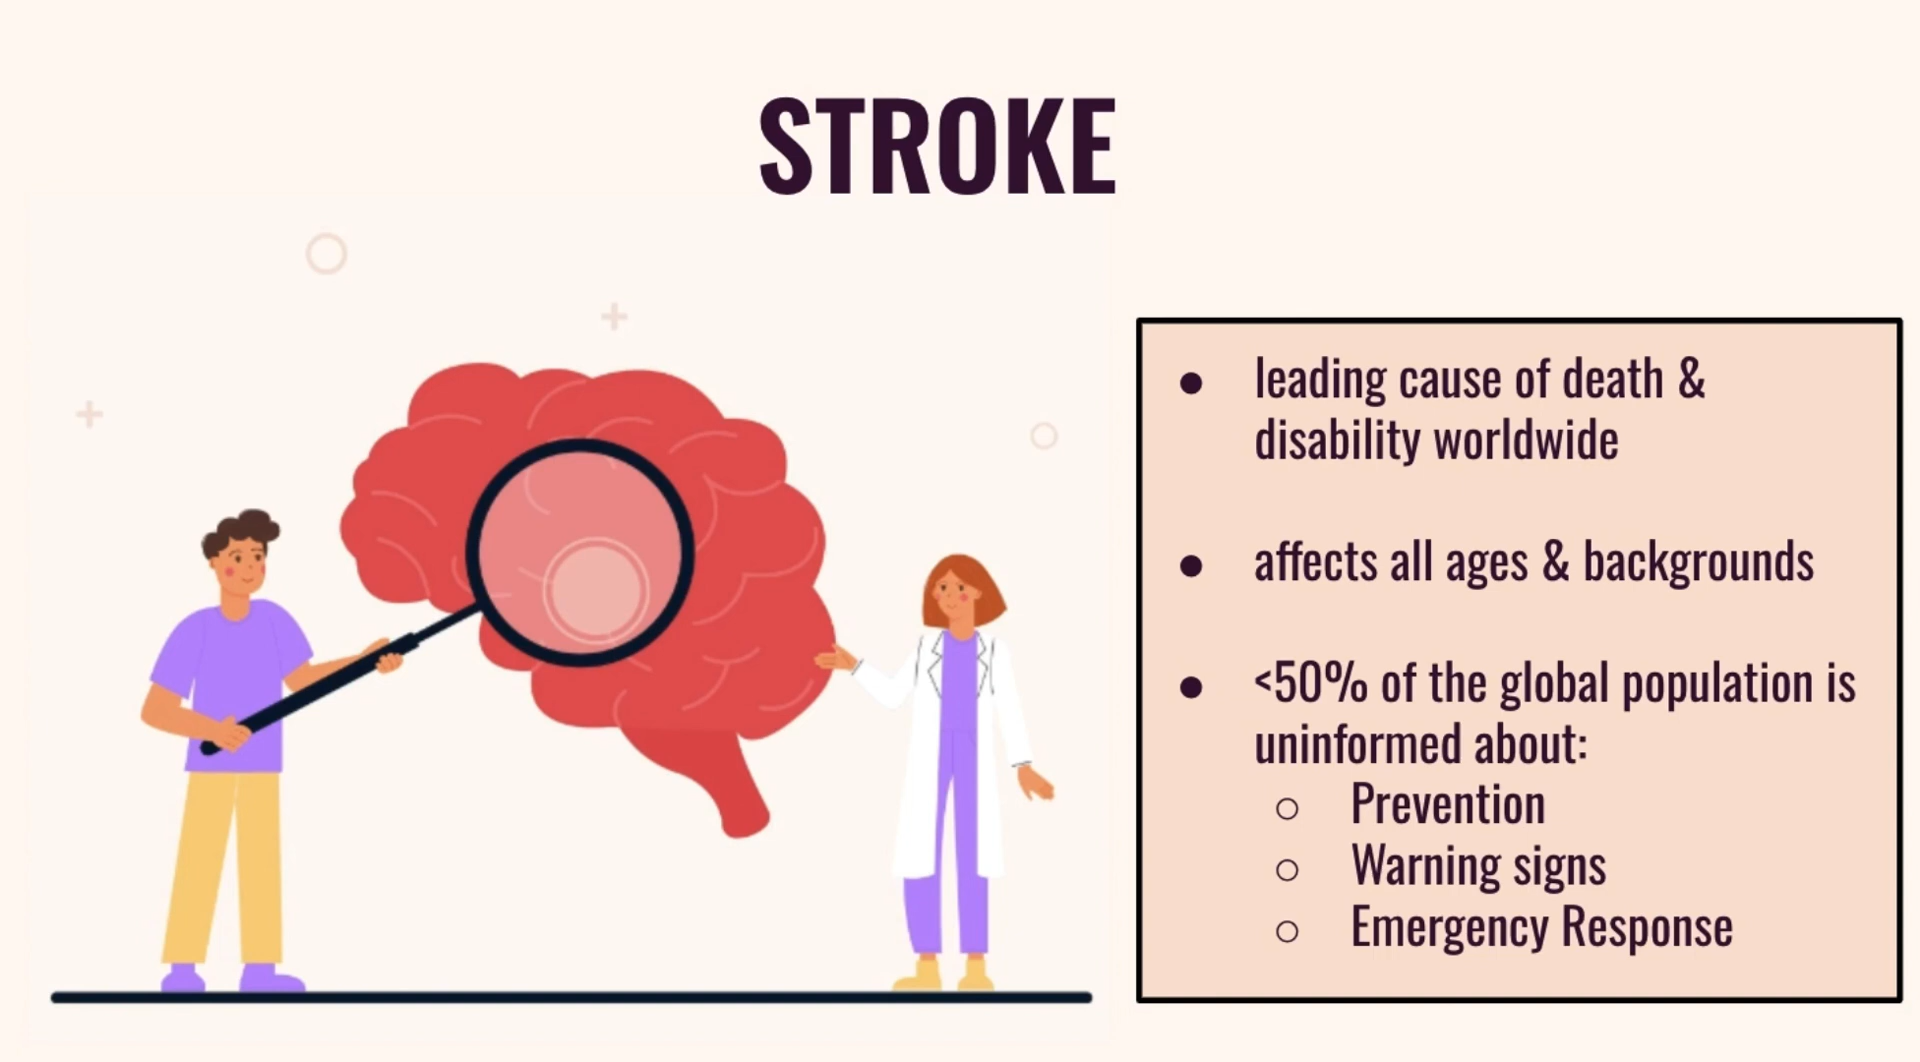 STROKE
● leading cause of death &
disability worldwide
● affects all ages & backgrounds
● <50% of the global population is
uninformed about:
○ Prevention
○ Warning signs
○ Emergency Response